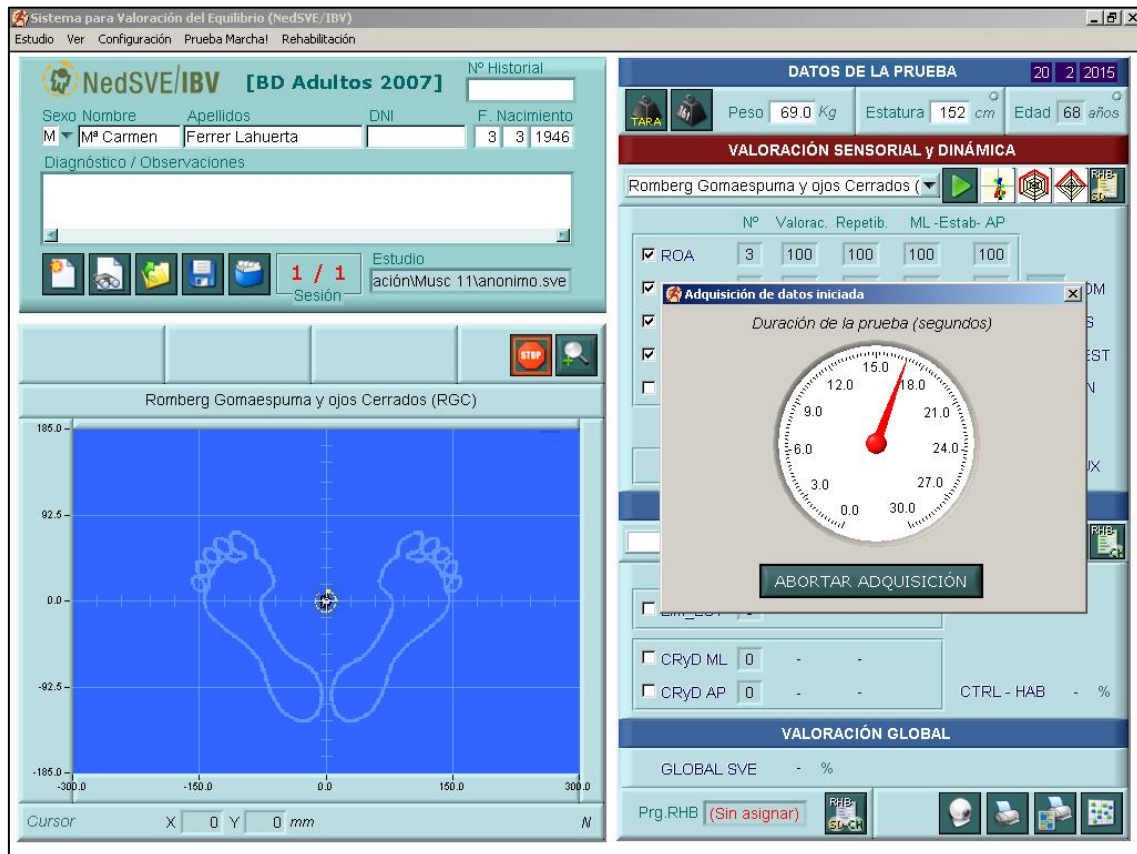 Sistema para Valoración del Equilibrio (NedSVE/IBV)
Estudio Ver Configuración Prueba Marcha! Rehabilitación
NedSVE/IBV [BD Adultos 2007]
Nº Historial
Sexo Nombre Apellidos DNI F. Nacimiento
M Mª Carmen Ferrer Lahuerta 3 3 1946
Diagnóstico / Observaciones
1 / 1
Sesión
Estudio
ación\Musc 11\anonimo.sve
STOP
Romberg Gomaespuma y ojos Cerrados (RGC)
185.0
92.5
0.0
-92.5
-185.0
-300.0 -150.0 0.0 150.0 300.0
Cursor X 0 Y 0 mm N
DATOS DE LA PRUEBA 20 2 2015
TARA Peso 69.0 Kg Estatura 152 cm Edad 68 años
VALORACIÓN SENSORIAL y DINÁMICA
Romberg Gomaespuma y ojos Cerrados (
RHB
SD
Nº Valorac. Repetib. ML -Estab- AP
ROA 3 100 100 100 100
Adquisición de datos iniciada
Duración de la prueba (segundos)
0.0
3.0
6.0
9.0
12.0
15.0
18.0
21.0
24.0
27.0
30.0
ABORTAR ADQUISICIÓN
RHB
CH
CRyD ML 0 - -
CRyD AP 0 - - CTRL - HAB - %
VALORACIÓN GLOBAL
GLOBAL SVE - %
Prg.RHB (Sin asignar)
RHB
SD-CH